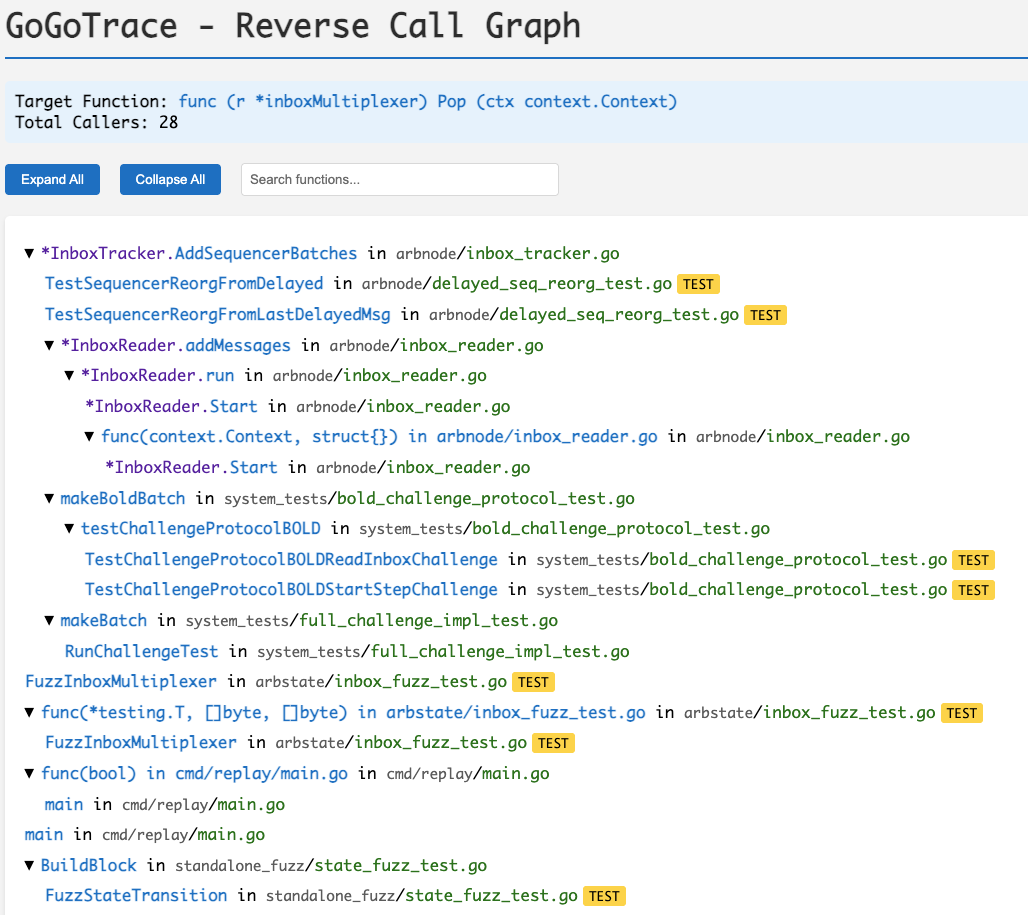 GoGoTrace - Reverse Call Graph
Target Function: func (r *inboxMultiplexer) Pop (ctx context.Context)
Total Callers: 28
Expand All Collapse All Search functions...
▼ *InboxTracker.AddSequencerBatches in arbnode/inbox_tracker.go
TestSequencerReorgFromDelayed in arbnode/delayed_seq_reorg_test.go TEST
TestSequencerReorgFromLastDelayedMsg in arbnode/delayed_seq_reorg_test.go TEST
▼ *InboxReader.addMessages in arbnode/inbox_reader.go
▼ *InboxReader.run in arbnode/inbox_reader.go
*InboxReader.Start in arbnode/inbox_reader.go
▼ func(context.Context, struct{}) in arbnode/inbox_reader.go in arbnode/inbox_reader.go
*InboxReader.Start in arbnode/inbox_reader.go
▼ makeBoldBatch in system_tests/bold_challenge_protocol_test.go
▼ testChallengeProtocolBOLD in system_tests/bold_challenge_protocol_test.go
TestChallengeProtocolBOLDReadInboxChallenge in system_tests/bold_challenge_protocol_test.go TEST
TestChallengeProtocolBOLDStartStepChallenge in system_tests/bold_challenge_protocol_test.go TEST
▼ makeBatch in system_tests/full_challenge_impl_test.go
RunChallengeTest in system_tests/full_challenge_impl_test.go
FuzzInboxMultiplexer in arbstate/inbox_fuzz_test.go TEST
▼ func(*testing.T, []byte, []byte) in arbstate/inbox_fuzz_test.go in arbstate/inbox_fuzz_test.go TEST
FuzzInboxMultiplexer in arbstate/inbox_fuzz_test.go TEST
▼ func(bool) in cmd/replay/main.go in cmd/replay/main.go
main in cmd/replay/main.go
main in cmd/replay/main.go
▼ BuildBlock in standalone_fuzz/state_fuzz_test.go
FuzzStateTransition in standalone_fuzz/state_fuzz_test.go TEST